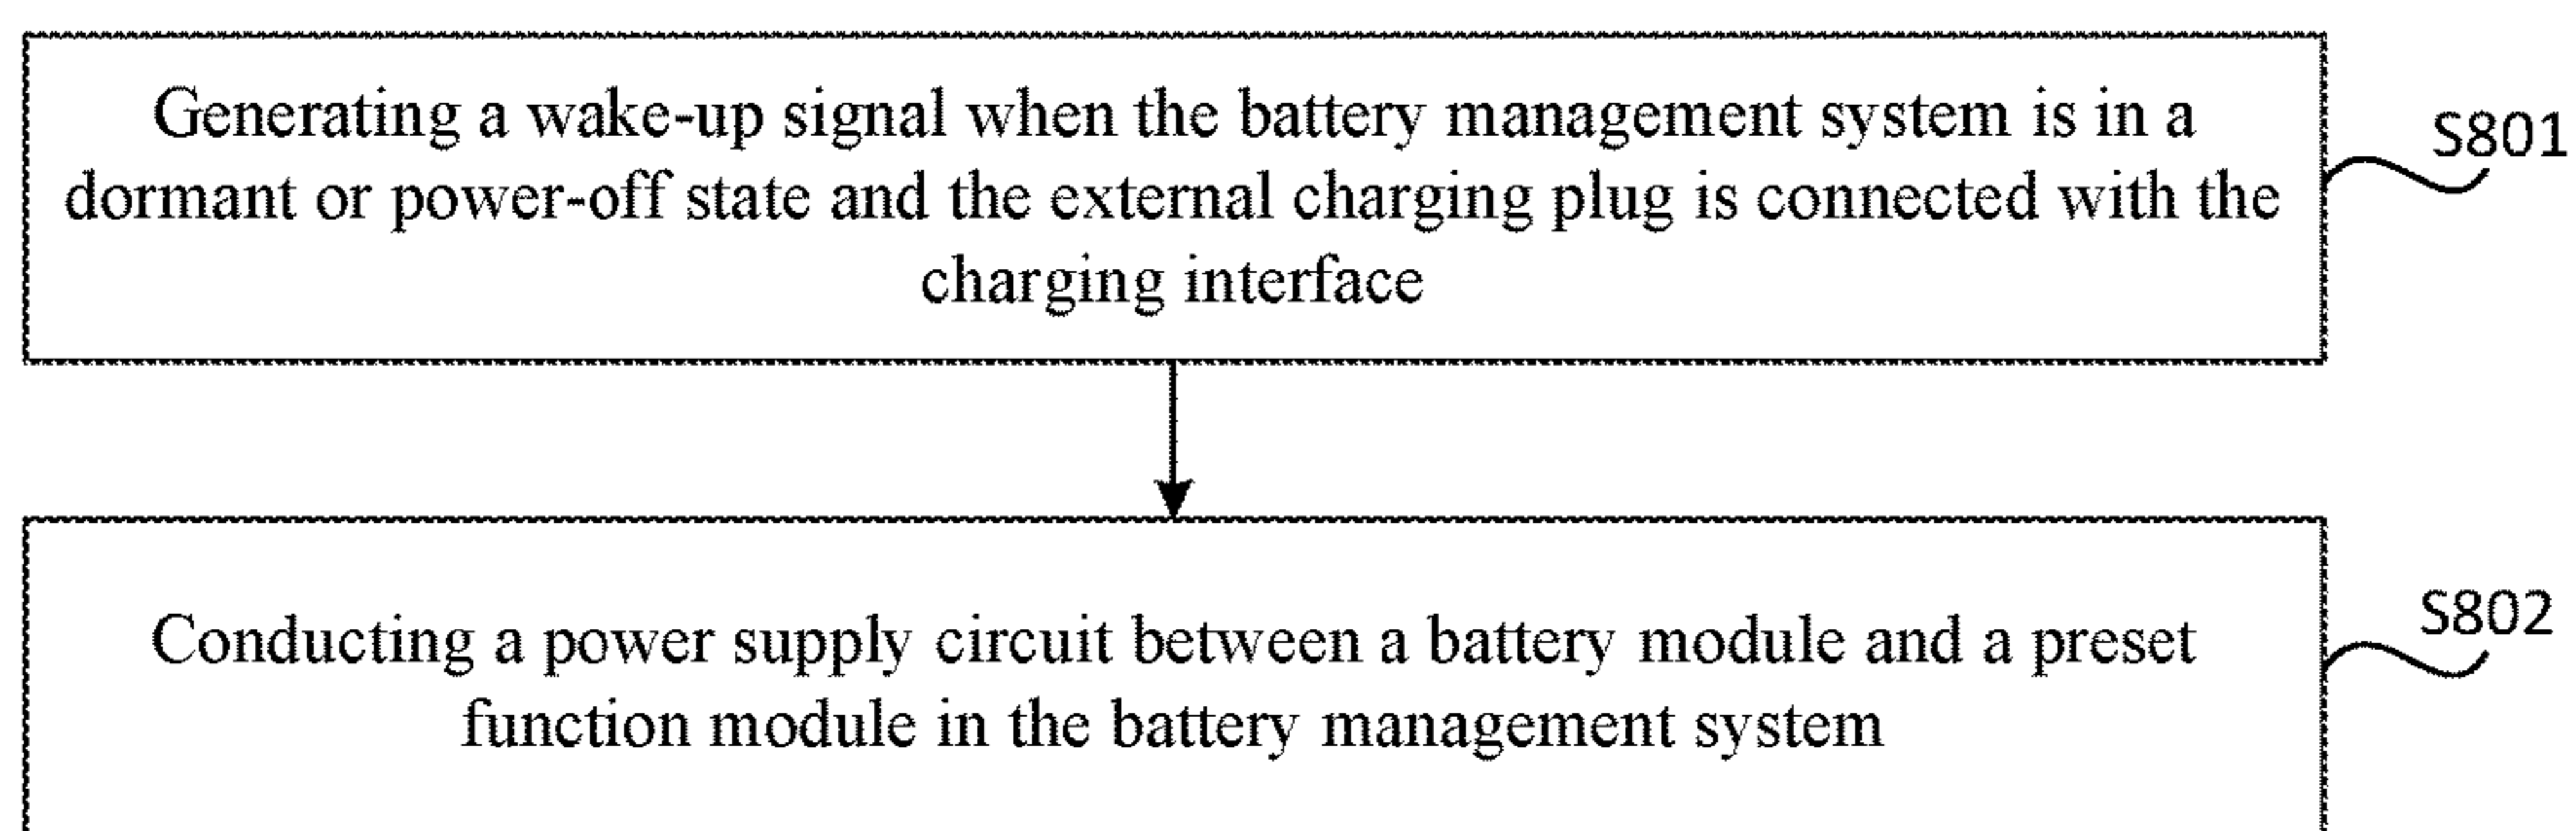 Generating a wake-up signal when the battery management system is in a
dormant or power-off state and the external charging plug is connected with the
charging interface
S801
Conducting a power supply circuit between a battery module and a preset
function module in the battery management system
S802